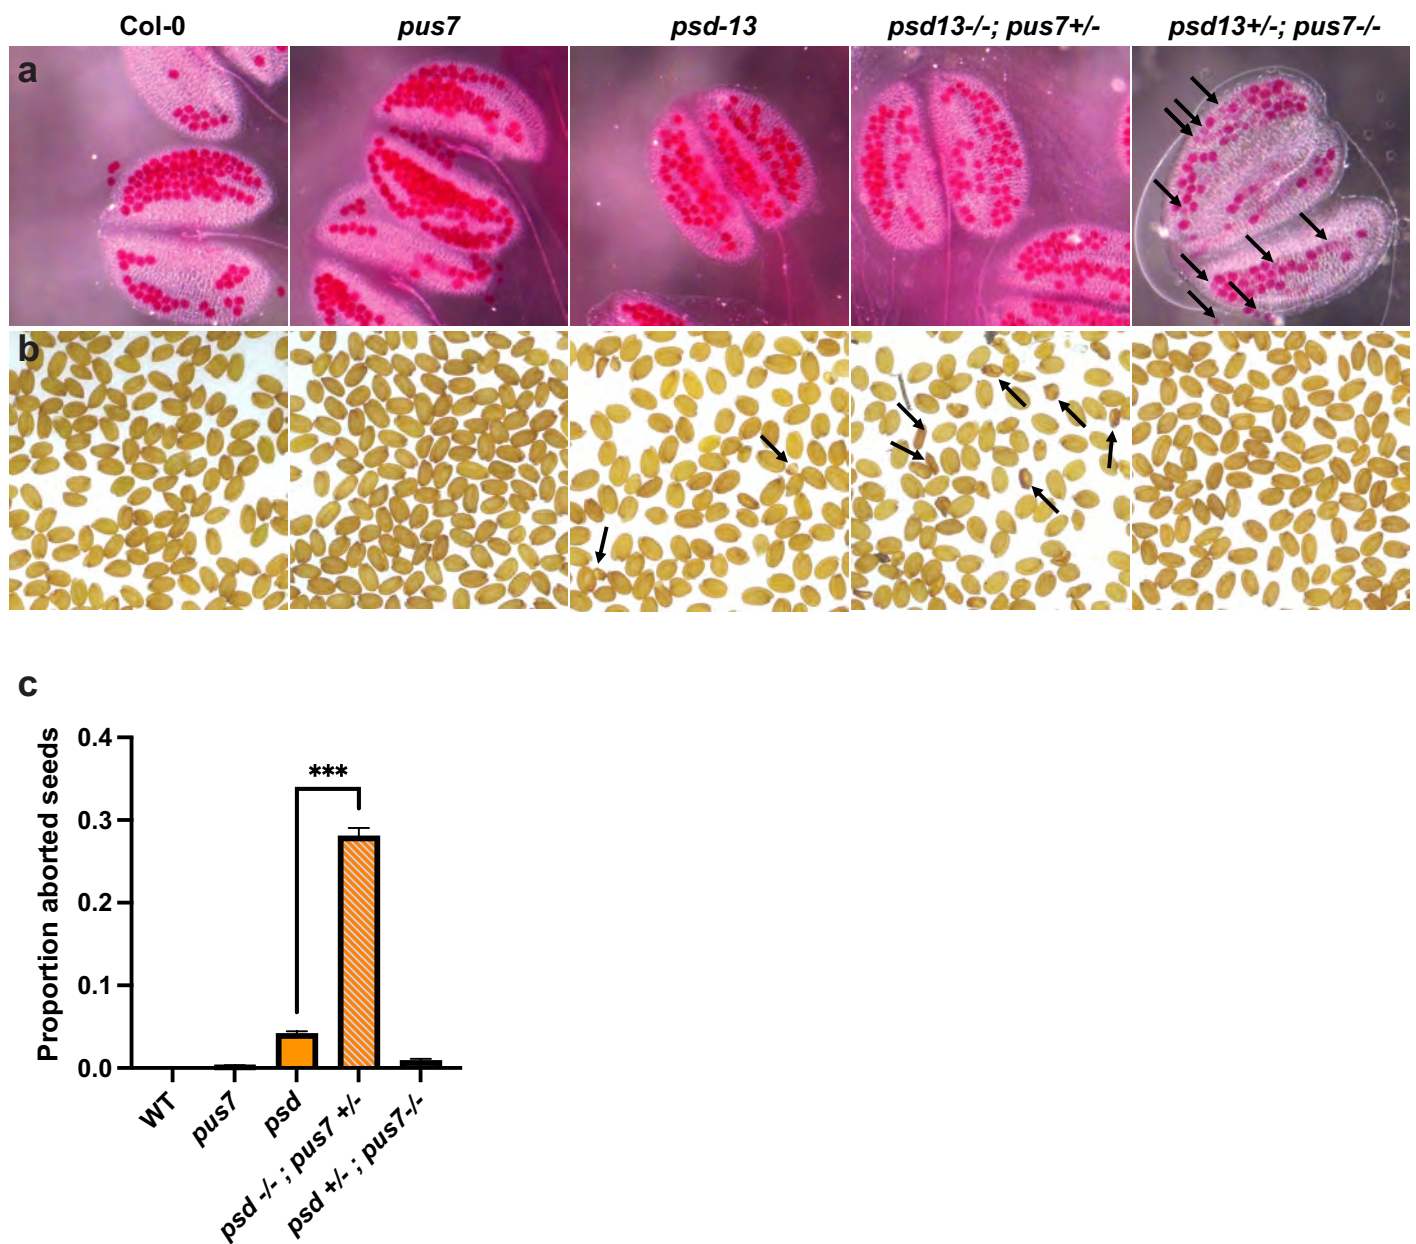 Col-0 pus7 psd-13 psd13-/-; pus7+/- psd13+/-; pus7-/-
a
b
c
Proportion aborted seeds
0.4
0.3
0.2
0.1
0.0
***
WT
pus7
psd
psd -/- ; pus7 +/-
psd +/- ; pus7-/-